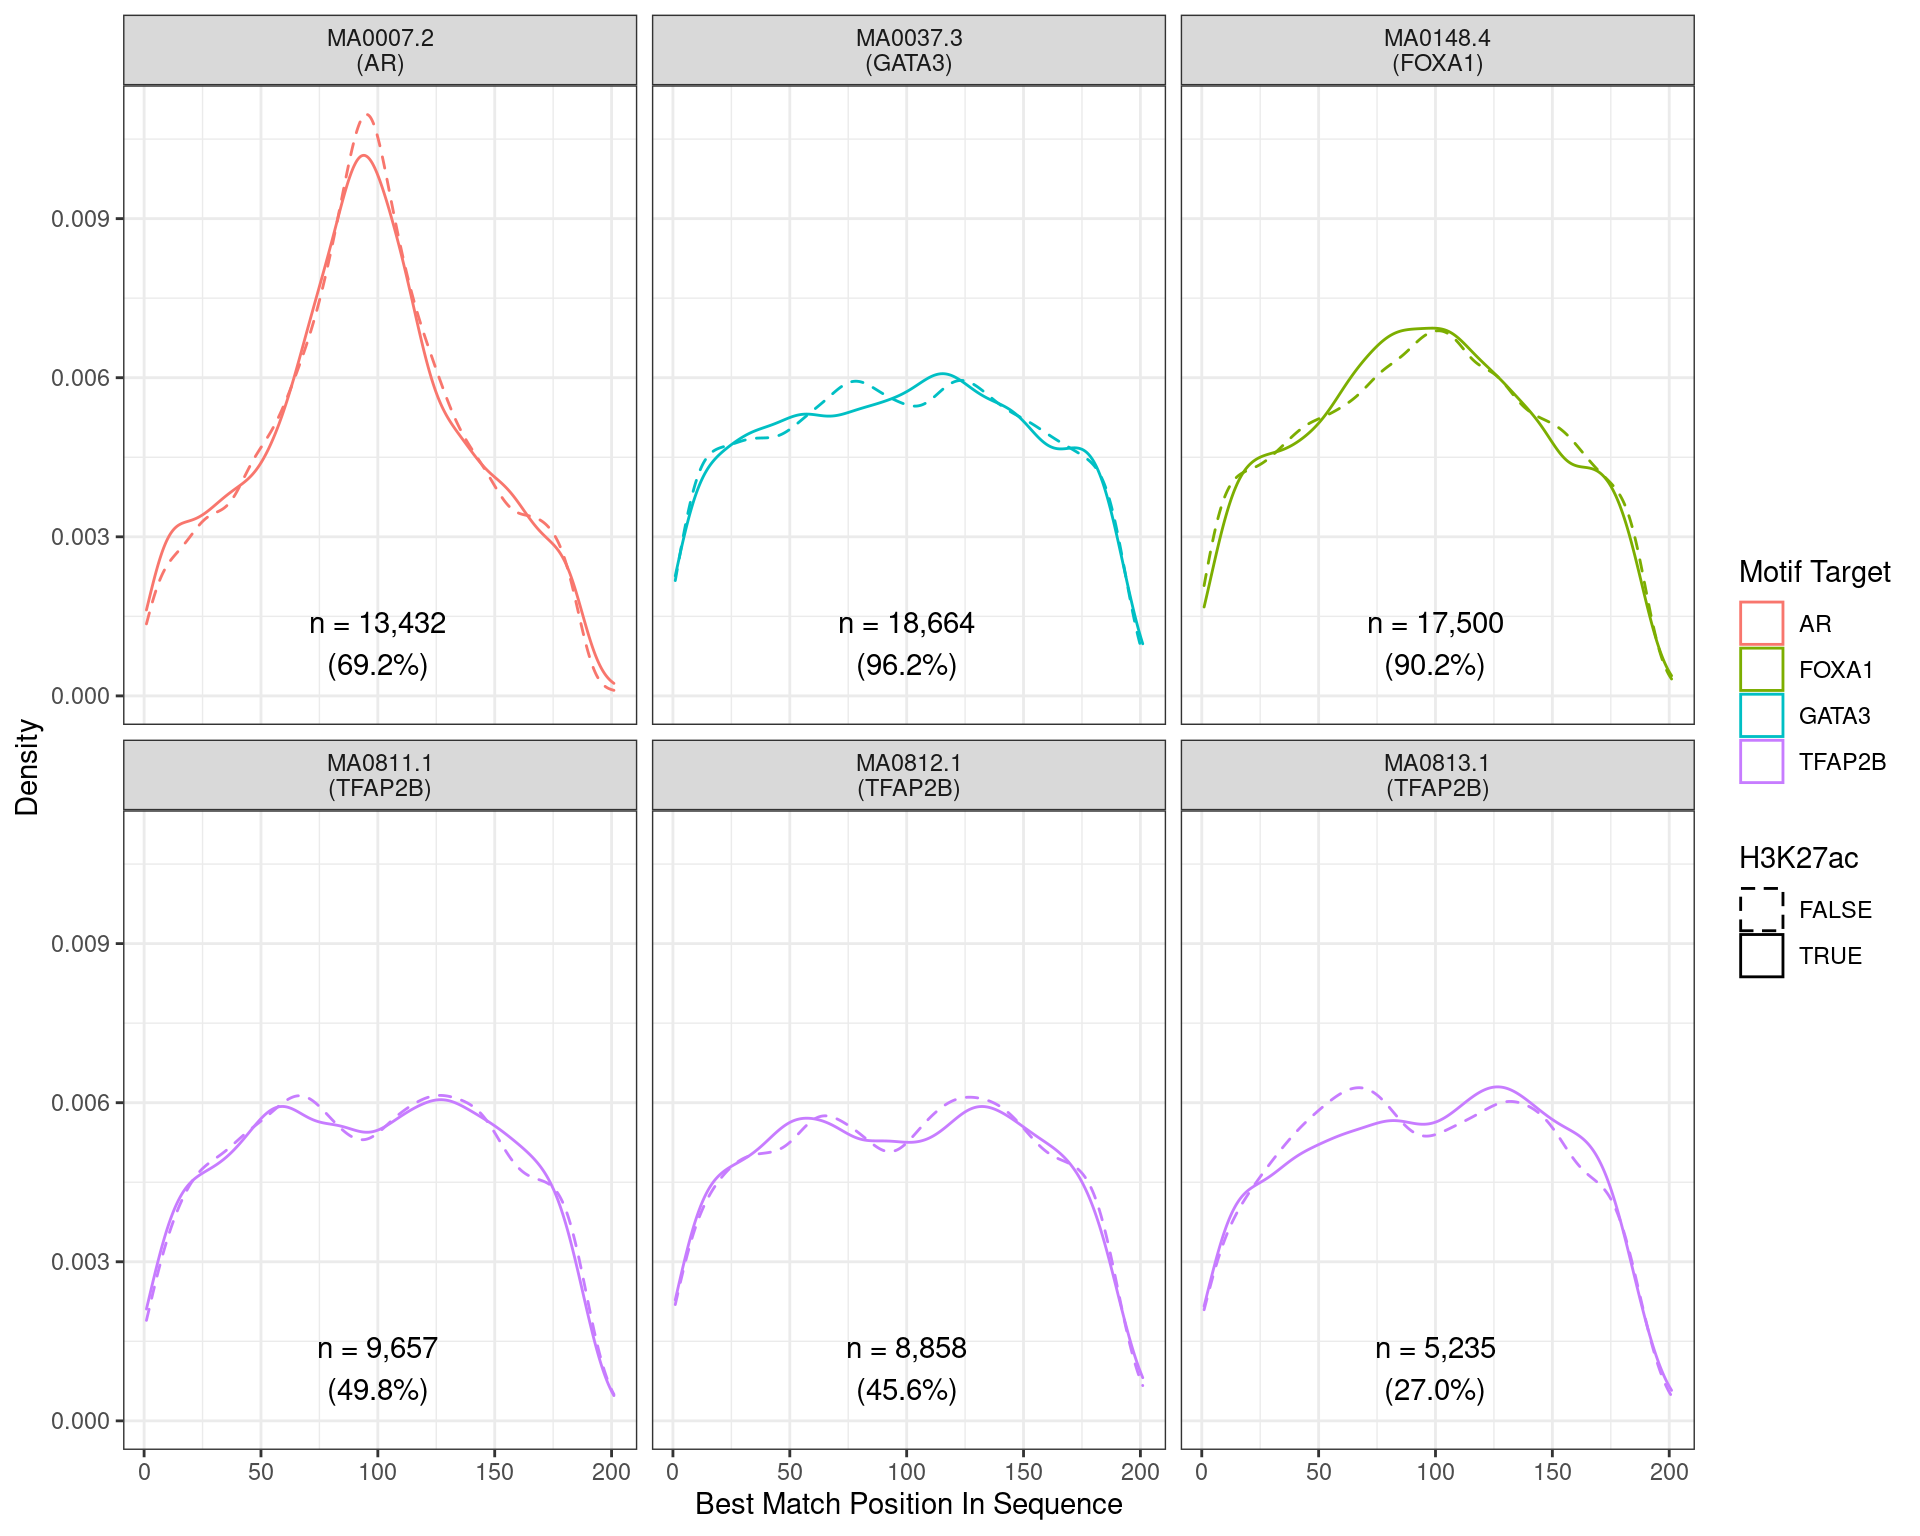 MA0007.2
(AR)
MA0037.3
(GATA3)
MA0148.4
(FOXA1)
0.009
0.006
0.003
0.000
n = 13,432
(69.2%)
n = 18,664
(96.2%)
n = 17,500
(90.2%)
MA0811.1
(TFAP2B)
MA0812.1
(TFAP2B)
MA0813.1
(TFAP2B)
0.009
0.006
0.003
0.000
n = 9,657
(49.8%)
n = 8,858
(45.6%)
n = 5,235
(27.0%)
0 50 100 150 200
0 50 100 150 200
0 50 100 150 200
Best Match Position In Sequence
Density
Motif Target
AR
FOXA1
GATA3
TFAP2B
H3K27ac
FALSE
TRUE